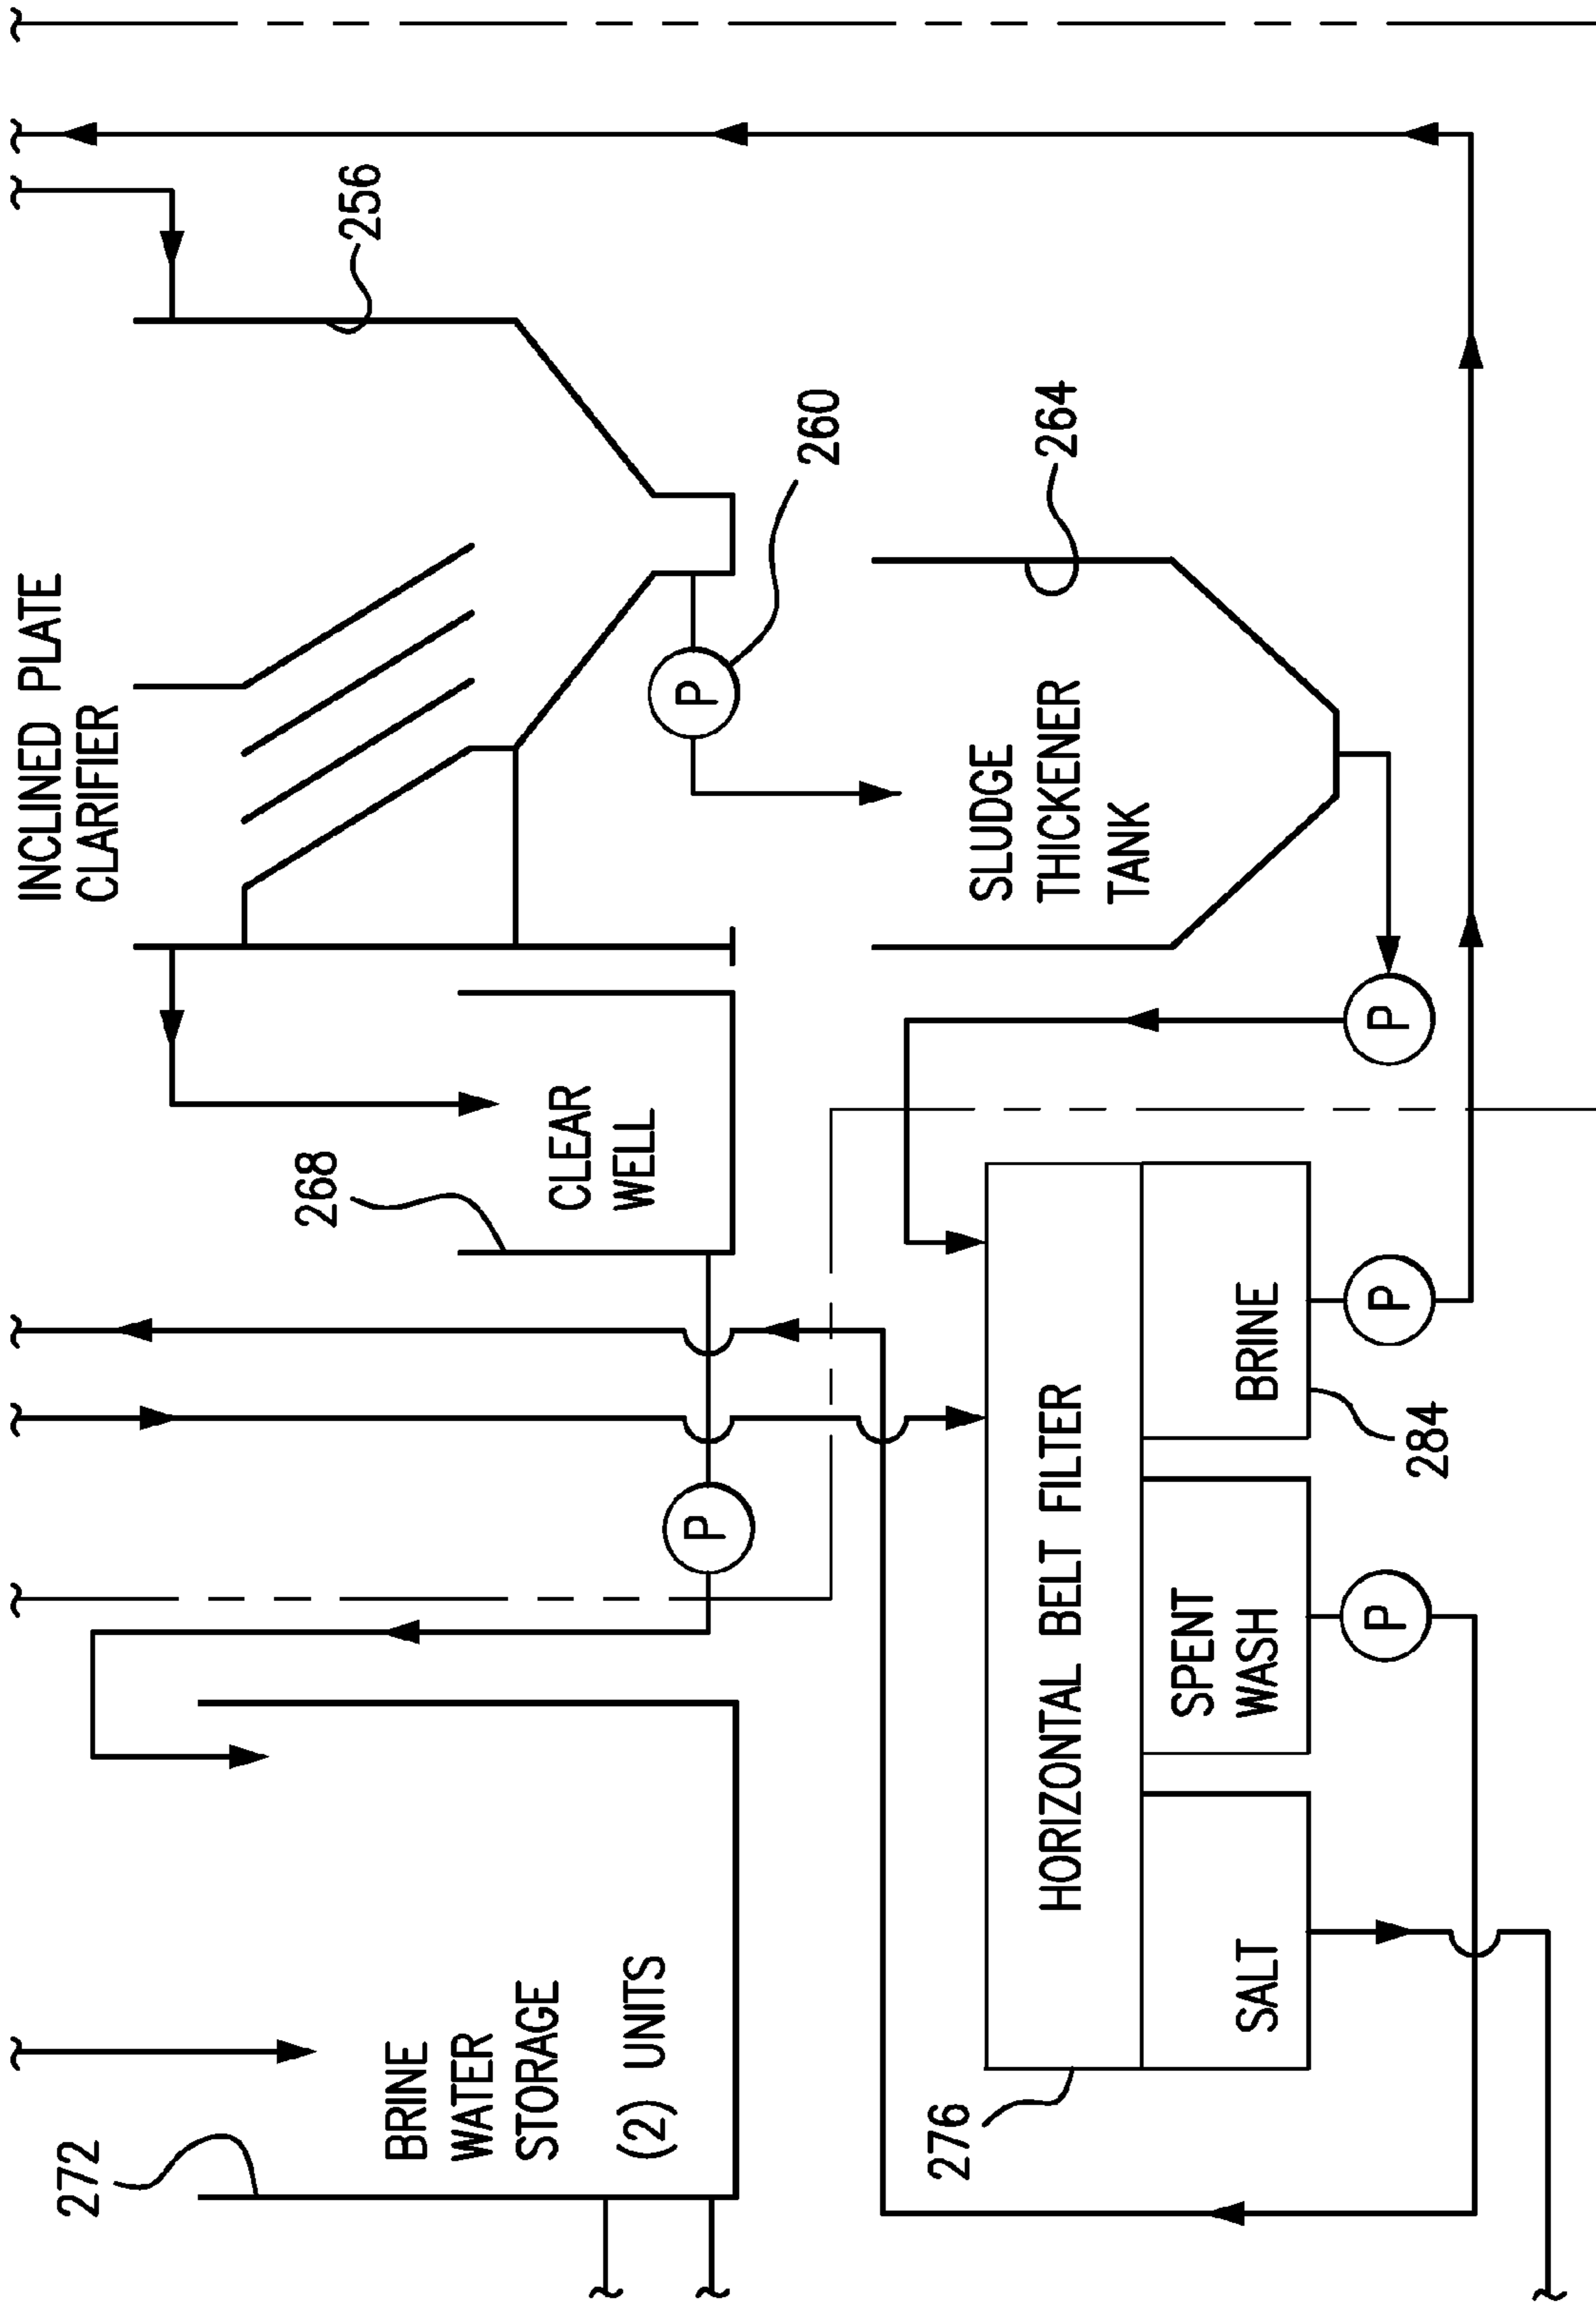 INCLINED PLATE
CLARIFIER
256
260
P
SLUDGE
THICKENER
TANK
264
P
268
CLEAR
WELL
P
272
BRINE
WATER
STORAGE
(2) UNITS
276
HORIZONTAL BELT FILTER
SALT
SPENT
WASH
BRINE
284
P
P